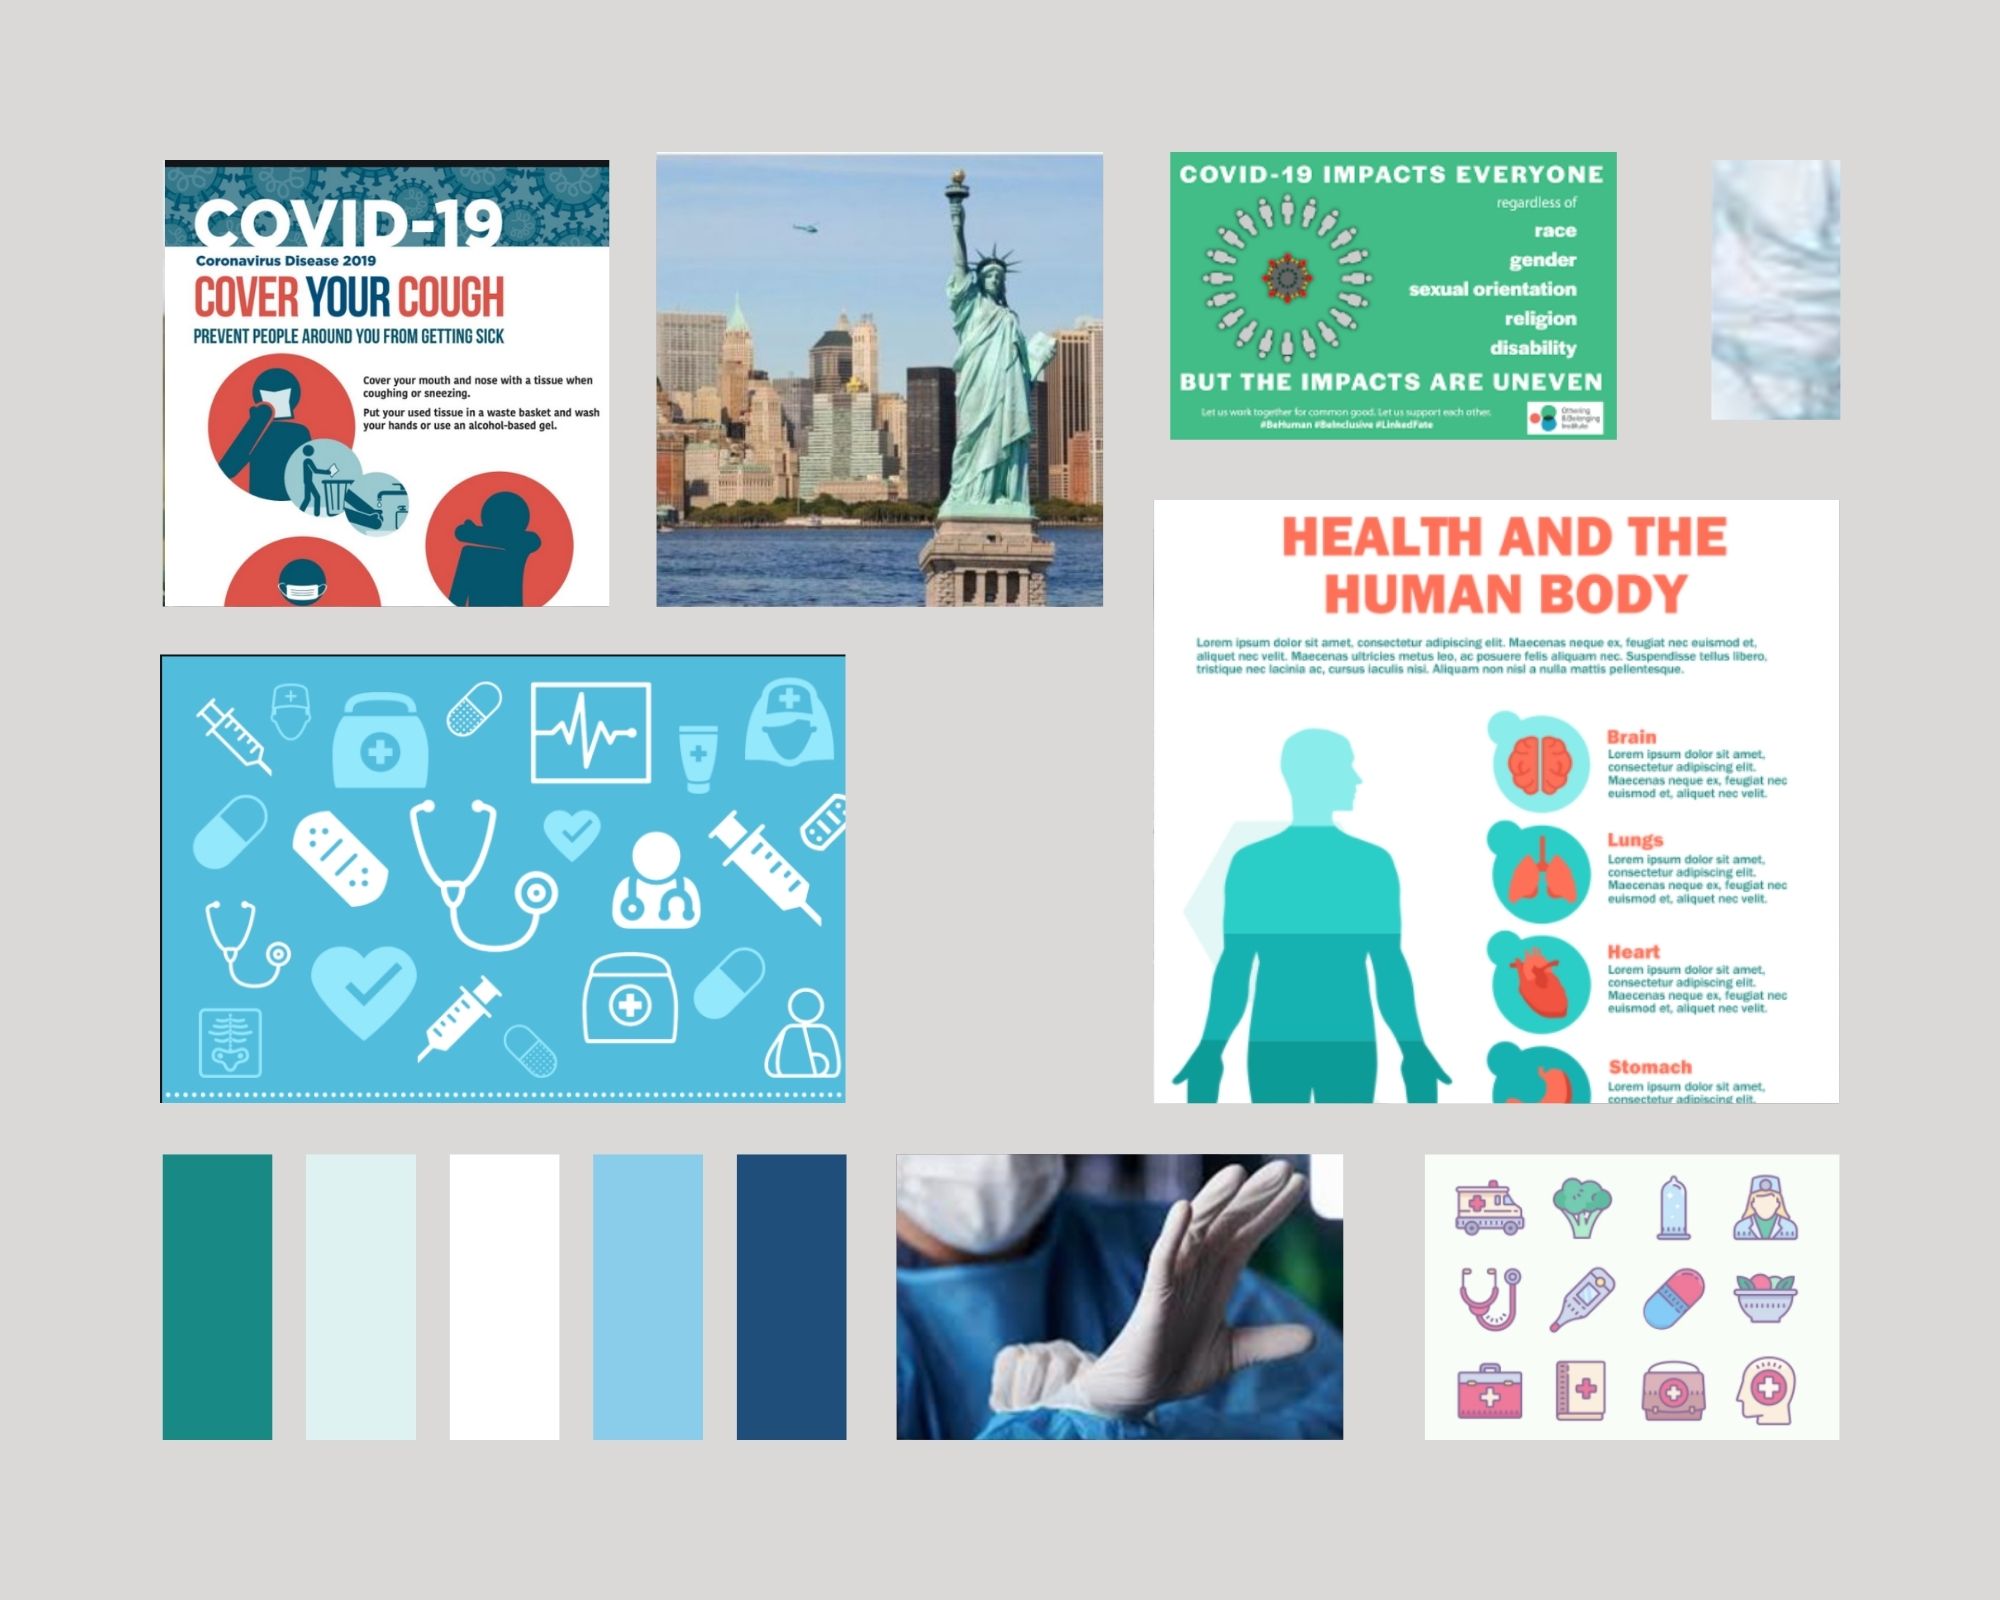 COVID-19
Coronavirus Disease 2019
COVER YOUR COUGH
PREVENT PEOPLE AROUND YOU FROM GETTING SICK
Cover your mouth and nose with a tissue when
coughing or sneezing.
Put your used tissue in a waste basket and wash
your hands or use an alcohol-based gel.
COVID-19 IMPACTS EVERYONE
regardless of
race
gender
sexual orientation
religion
disability
BUT THE IMPACTS ARE UNEVEN
Let us work together for common good. Let us support each other.
#BeHuman #BeInclusive #LinkedFate
Othering
& Belonging
Institute
HEALTH AND THE
HUMAN BODY
Lorem ipsum dolor sit amet, consectetur adipiscing elit. Maecenas neque ex, feugiat nec euismod et,
aliquet nec velit. Maecenas ultricies metus leo, ac posuere felis aliquam nec. Suspendisse tellus libero,
tristique nec lacinia ac, cursus iaculis nisi. Aliquam non nisl a nulla mattis pellentesque.
Brain
Lorem ipsum dolor sit amet,
consectetur adipiscing elit.
Maecenas neque ex, feugiat nec
euismod et, aliquet nec velit.
Lungs
Lorem ipsum dolor sit amet,
consectetur adipiscing elit.
Maecenas neque ex, feugiat nec
euismod et, aliquet nec velit.
Heart
Lorem ipsum dolor sit amet,
consectetur adipiscing elit.
Maecenas neque ex, feugiat nec
euismod et, aliquet nec velit.
Stomach
Lorem ipsum dolor sit amet,
consectetur adipiscing elit.